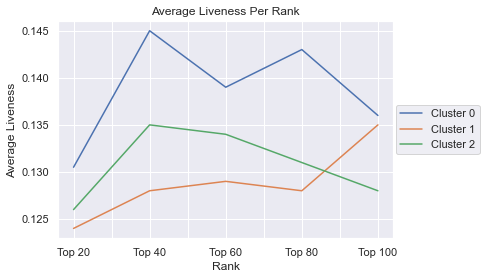 Average Liveness Per Rank
0.145
0.140
0.135
0.130
0.125
Average Liveness
Top 20
Top 40
Top 60
Top 80
Top 100
Rank
Cluster 0
Cluster 1
Cluster 2